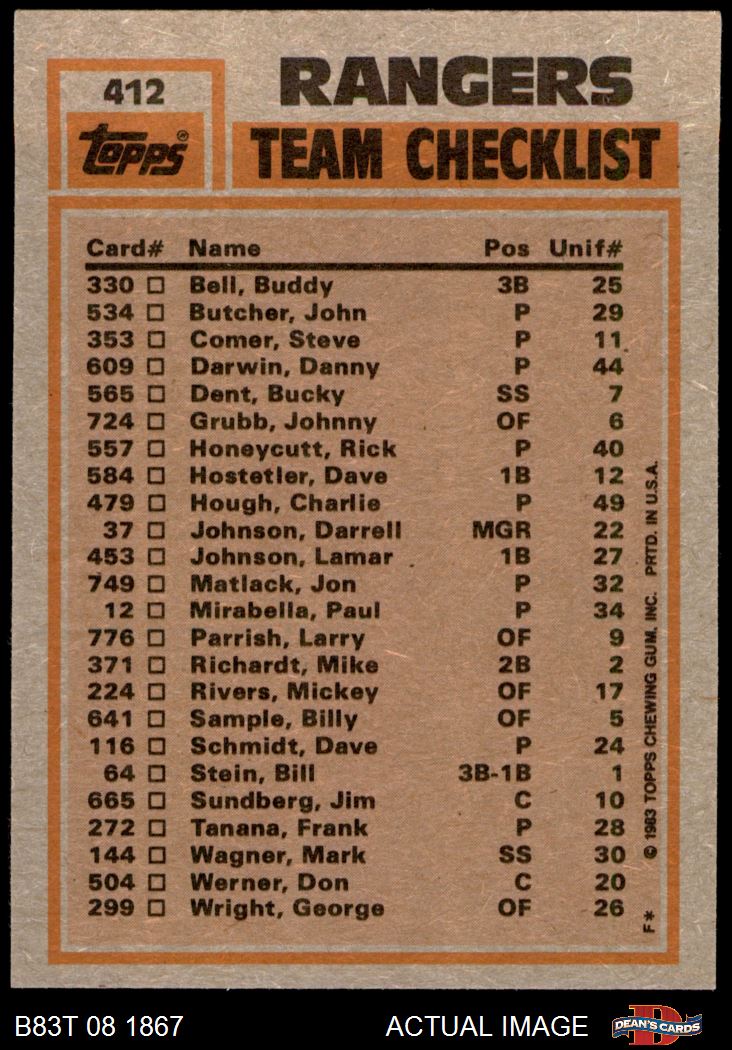 412
topps®
RANGERS
TEAM CHECKLIST
Card# Name Pos Unif#
330 Bell, Buddy 3B 25
534 Butcher, John P 29
353 Comer, Steve P 11
609 Darwin, Danny P 44
565 Dent, Bucky SS 7
724 Grubb, Johnny OF 6
557 Honeycutt, Rick P 40
584 Hostetler, Dave 1B 12
479 Hough, Charlie P 49
37 Johnson, Darrell MGR 22
453 Johnson, Lamar 1B 27
749 Matlack, Jon P 32
12 Mirabella, Paul P 34
776 Parrish, Larry OF 9
371 Richardt, Mike 2B 2
224 Rivers, Mickey OF 17
641 Sample, Billy OF 5
116 Schmidt, Dave P 24
64 Stein, Bill 3B-1B 1
665 Sundberg, Jim C 10
272 Tanana, Frank P 28
144 Wagner, Mark SS 30
504 Werner, Don C 20
299 Wright, George OF 26
F* © 1983 TOPPS CHEWING GUM, INC. PRTD. IN U.S.A.
B83T 08 1867 ACTUAL IMAGE
D
DEAN'S CARDS